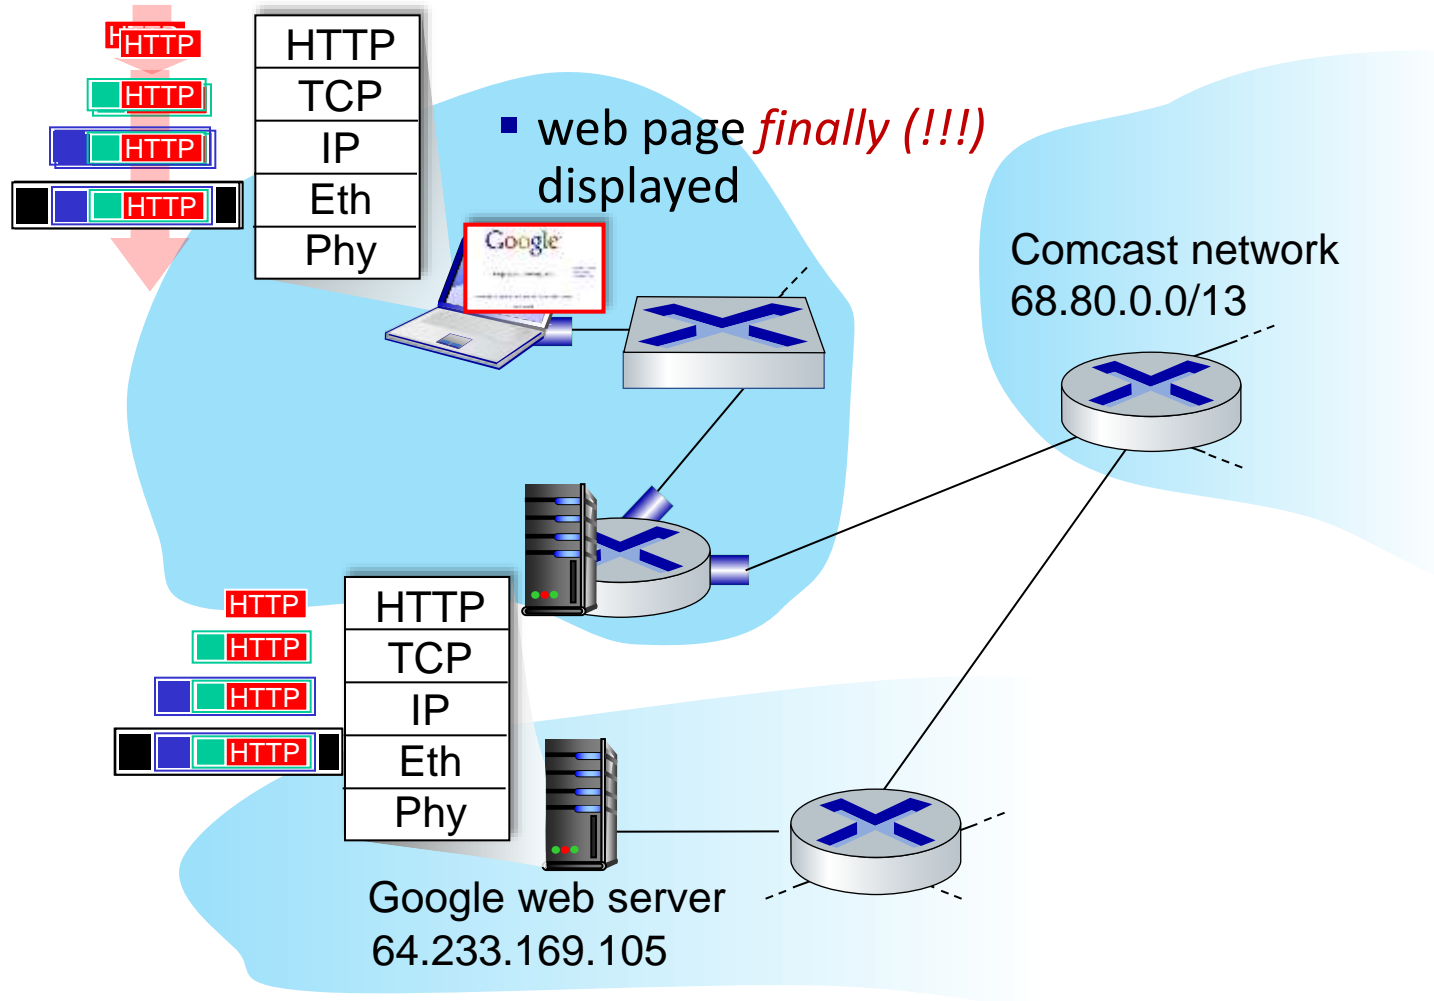 HTTP
HTTP
HTTP
HTTP
HTTP
HTTP
TCP
IP
Eth
Phy
▪ web page finally (!!!)
displayed
Google
Comcast network
68.80.0.0/13
HTTP
HTTP
HTTP
HTTP
HTTP
TCP
IP
Eth
Phy
Google web server
64.233.169.105